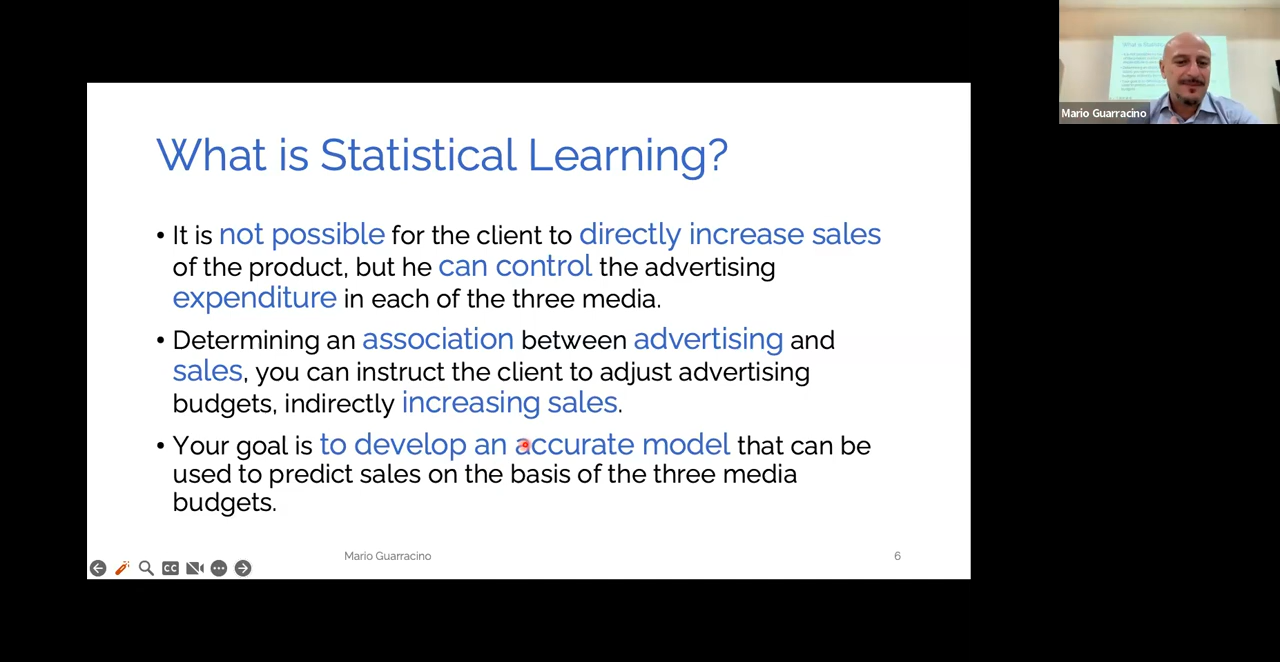 What is Statistical Learning?
• It is not possible for the client to directly increase sales
of the product, but he can control the advertising
expenditure in each of the three media.
• Determining an association between advertising and
sales, you can instruct the client to adjust advertising
budgets, indirectly increasing sales.
• Your goal is to develop an accurate model that can be
used to predict sales on the basis of the three media
budgets.
Mario Guarracino
6
CC
Mario Guarracino